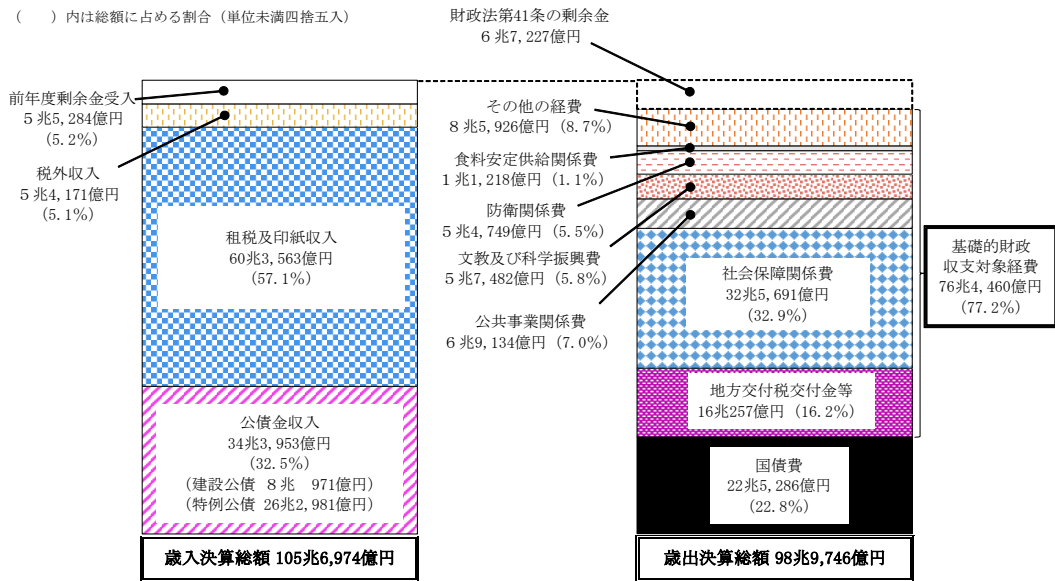 （　　）内は総額に占める割合（単位未満四捨五入）
財政法第41条の剰余金
6兆7,227億円
前年度剰余金受入
5兆5,284億円
（5.2%）
税外収入
5兆4,171億円
（5.1%）
租税及印紙収入
60兆3,563億円
（57.1%）
公債金収入
34兆3,953億円
（32.5%）
（建設公債 8兆　971億円）
（特例公債 26兆2,981億円）
歳入決算総額 105兆6,974億円
その他の経費
8兆5,926億円（8.7%）
食料安定供給関係費
1兆1,218億円（1.1%）
防衛関係費
5兆4,749億円（5.5%）
文教及び科学振興費
5兆7,482億円（5.8%）
公共事業関係費
6兆9,134億円（7.0%）
社会保障関係費
32兆5,691億円
（32.9%）
地方交付税交付金等
16兆257億円（16.2%）
国債費
22兆5,286億円
（22.8%）
歳出決算総額 98兆9,746億円
基礎的財政
収支対象経費
76兆4,460億円
（77.2%）